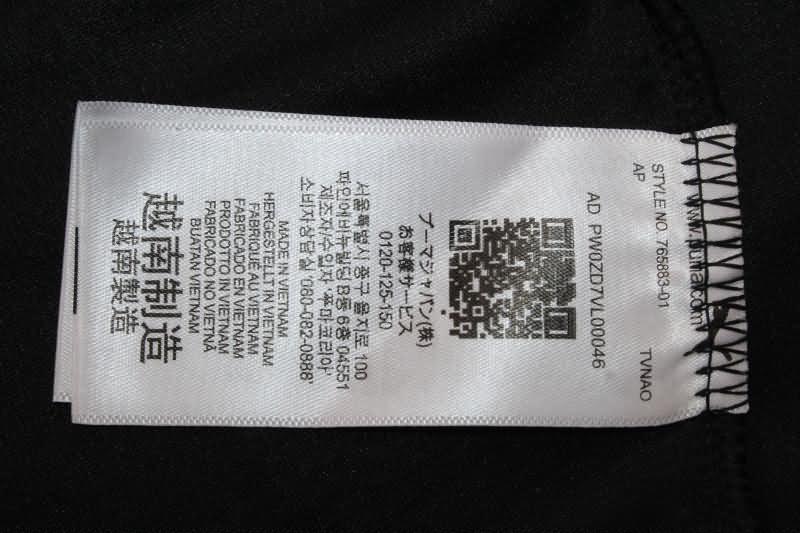 www.puma.com
STYLE NO. 765883-01
AP
TVNAO
AD PW0ZD7VL00046
プーマジャパン(株)
お客様サービス
0120-125-150
서울특별시 중구 을지로 100
파인에비뉴빌딩 B동 6층 04551
제조자/수입자 '푸마코리아'
소비자상담실 080-082-0888'
MADE IN VIETNAM
HERGESTELLT IN VIETNAM
FABRIQUÉ AU VIETNAM
FABRICADO EN VIETNAM
PRODOTTO IN VIETNAM
FABRICADO NO VIETNÃ
BUATAN VIETNAM
越南制造
越南製造